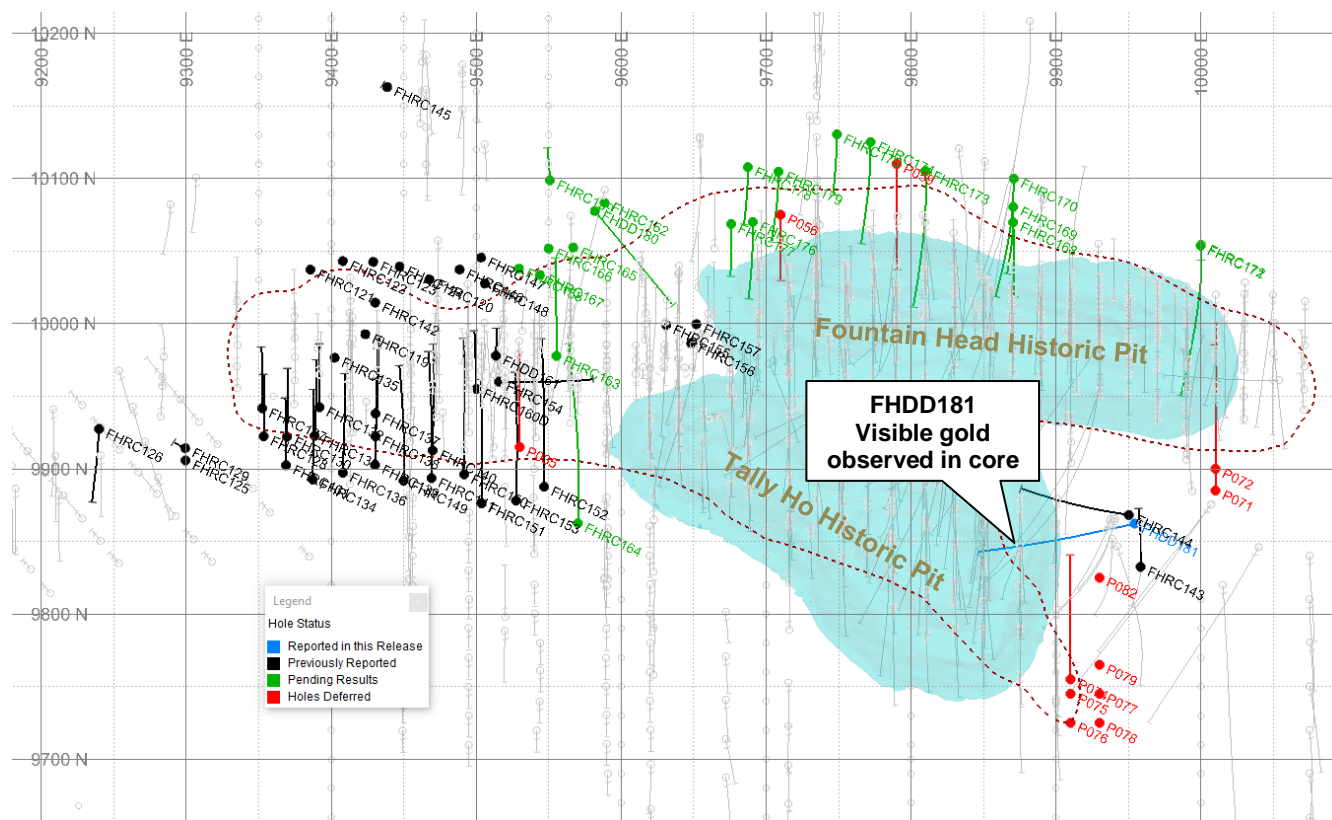 9200 E
9300 E
9400 E
9500 E
9600 E
9700 E
9800 E
9900 E
10000 E
10200 N
10100 N
10000 N
9900 N
9800 N
9700 N
FHRC145
FHRC162
FHDD180
FHRC165
FHRC166
FHRC167
FHRC163
FHRC164
FHRC179
FHRC176
FHRC177
FHRC174
FHRC173
P056
FHRC170
FHRC169
FHRC168
FHRC147
FHRC148
FHRC120
FHRC122
FHRC121
FHRC142
FHRC119
FHRC135
FHRC157
FHRC156
FHRC154
FHRC160D
FHRC137
FHRC126
FHRC129
FHRC125
FHRC134
FHRC136
FHRC149
FHRC151
FHRC153
FHRC152
Fountain Head Historic Pit
Tally Ho Historic Pit
FHDD181
Visible gold
observed in core
P072
P071
FHRC144
FHDD181
FHRC143
P082
P079
P077
P075
P076
P078
Legend
Hole Status
Reported in this Release
Previously Reported
Pending Results
Holes Deferred